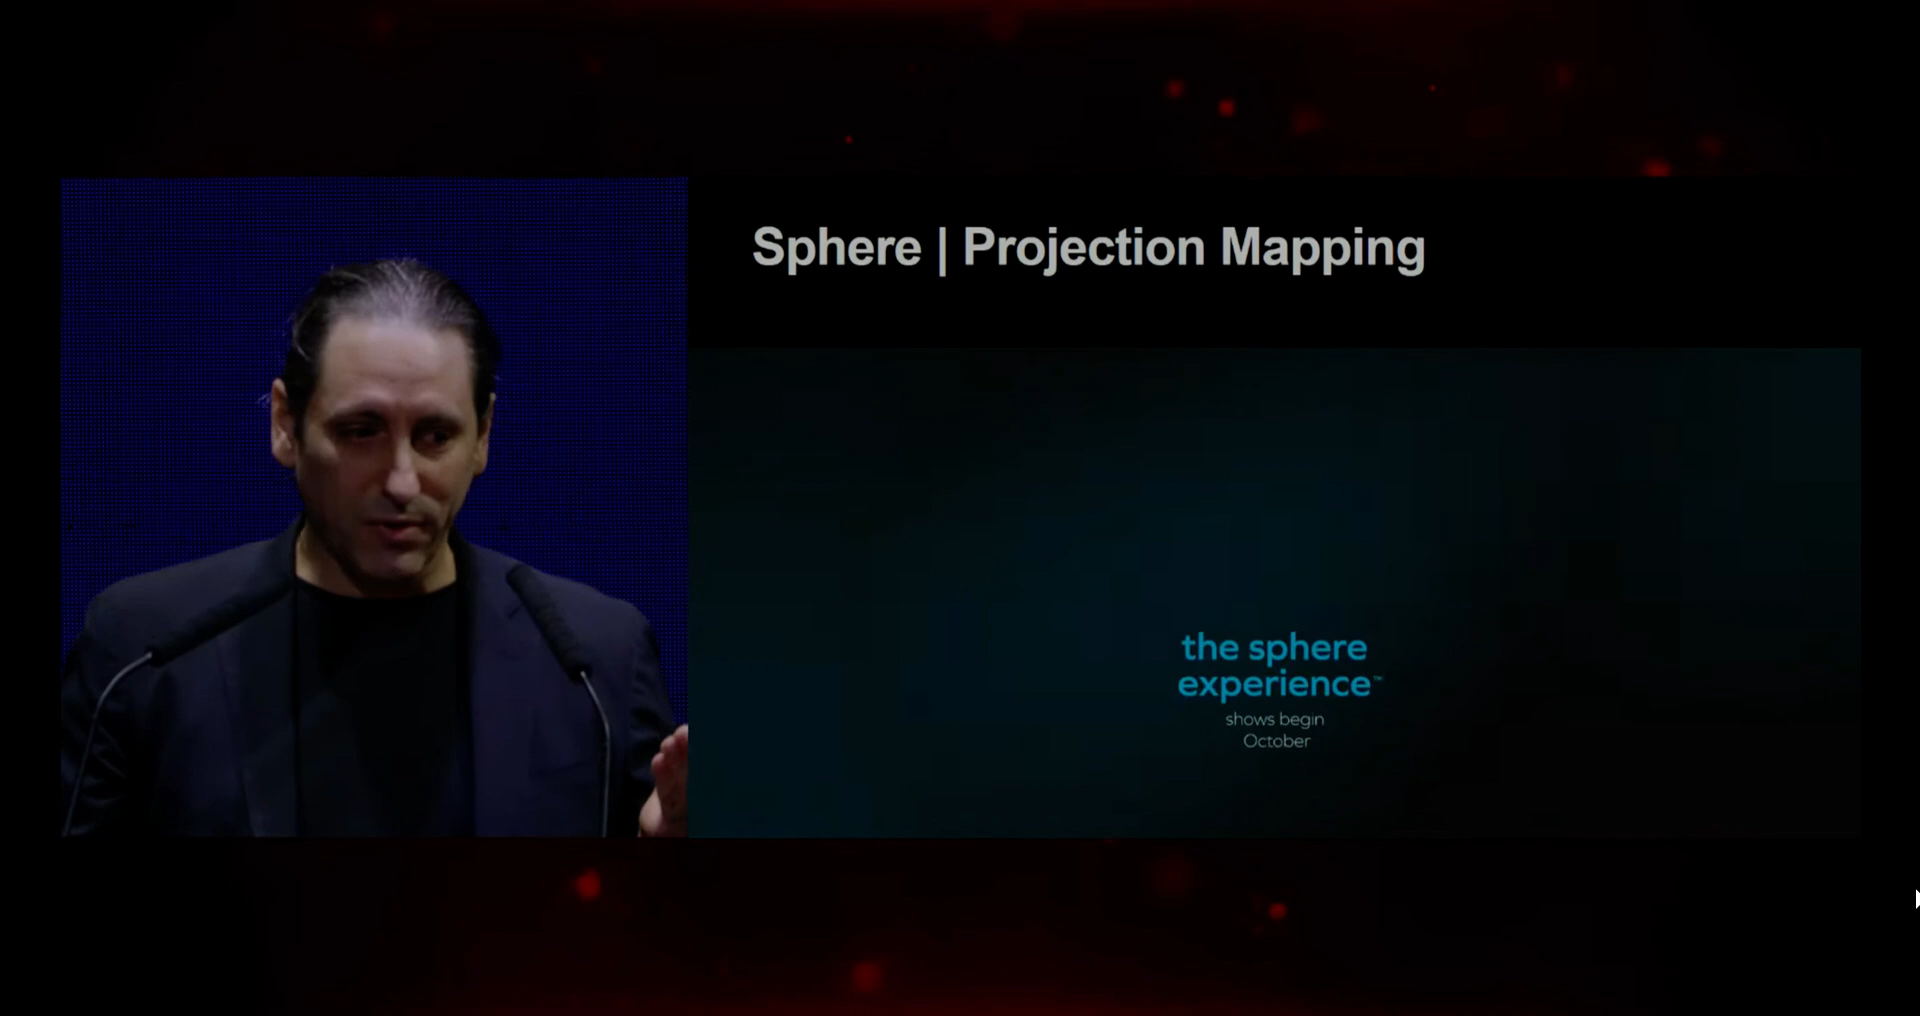 Sphere | Projection Mapping
the sphere
experience™
shows begin
October